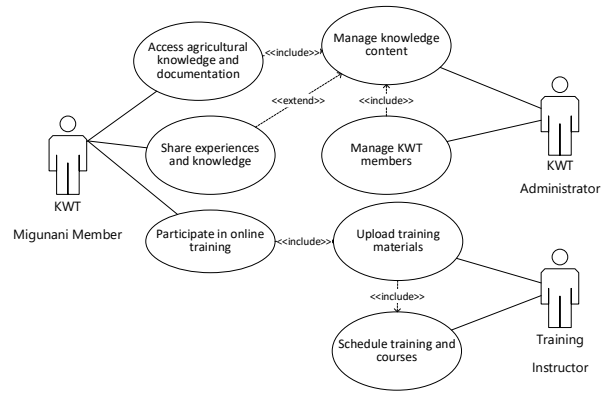 Access agricultural
knowledge and
documentation
<<include>>
Manage knowledge
content
<<extend>>
<<include>>
Share experiences
and knowledge
Manage KWT
members
KWT
Migunani Member
KWT
Administrator
Participate in online
training
<<include>>
Upload training
materials
<<include>>
Schedule training and
courses
Training
Instructor